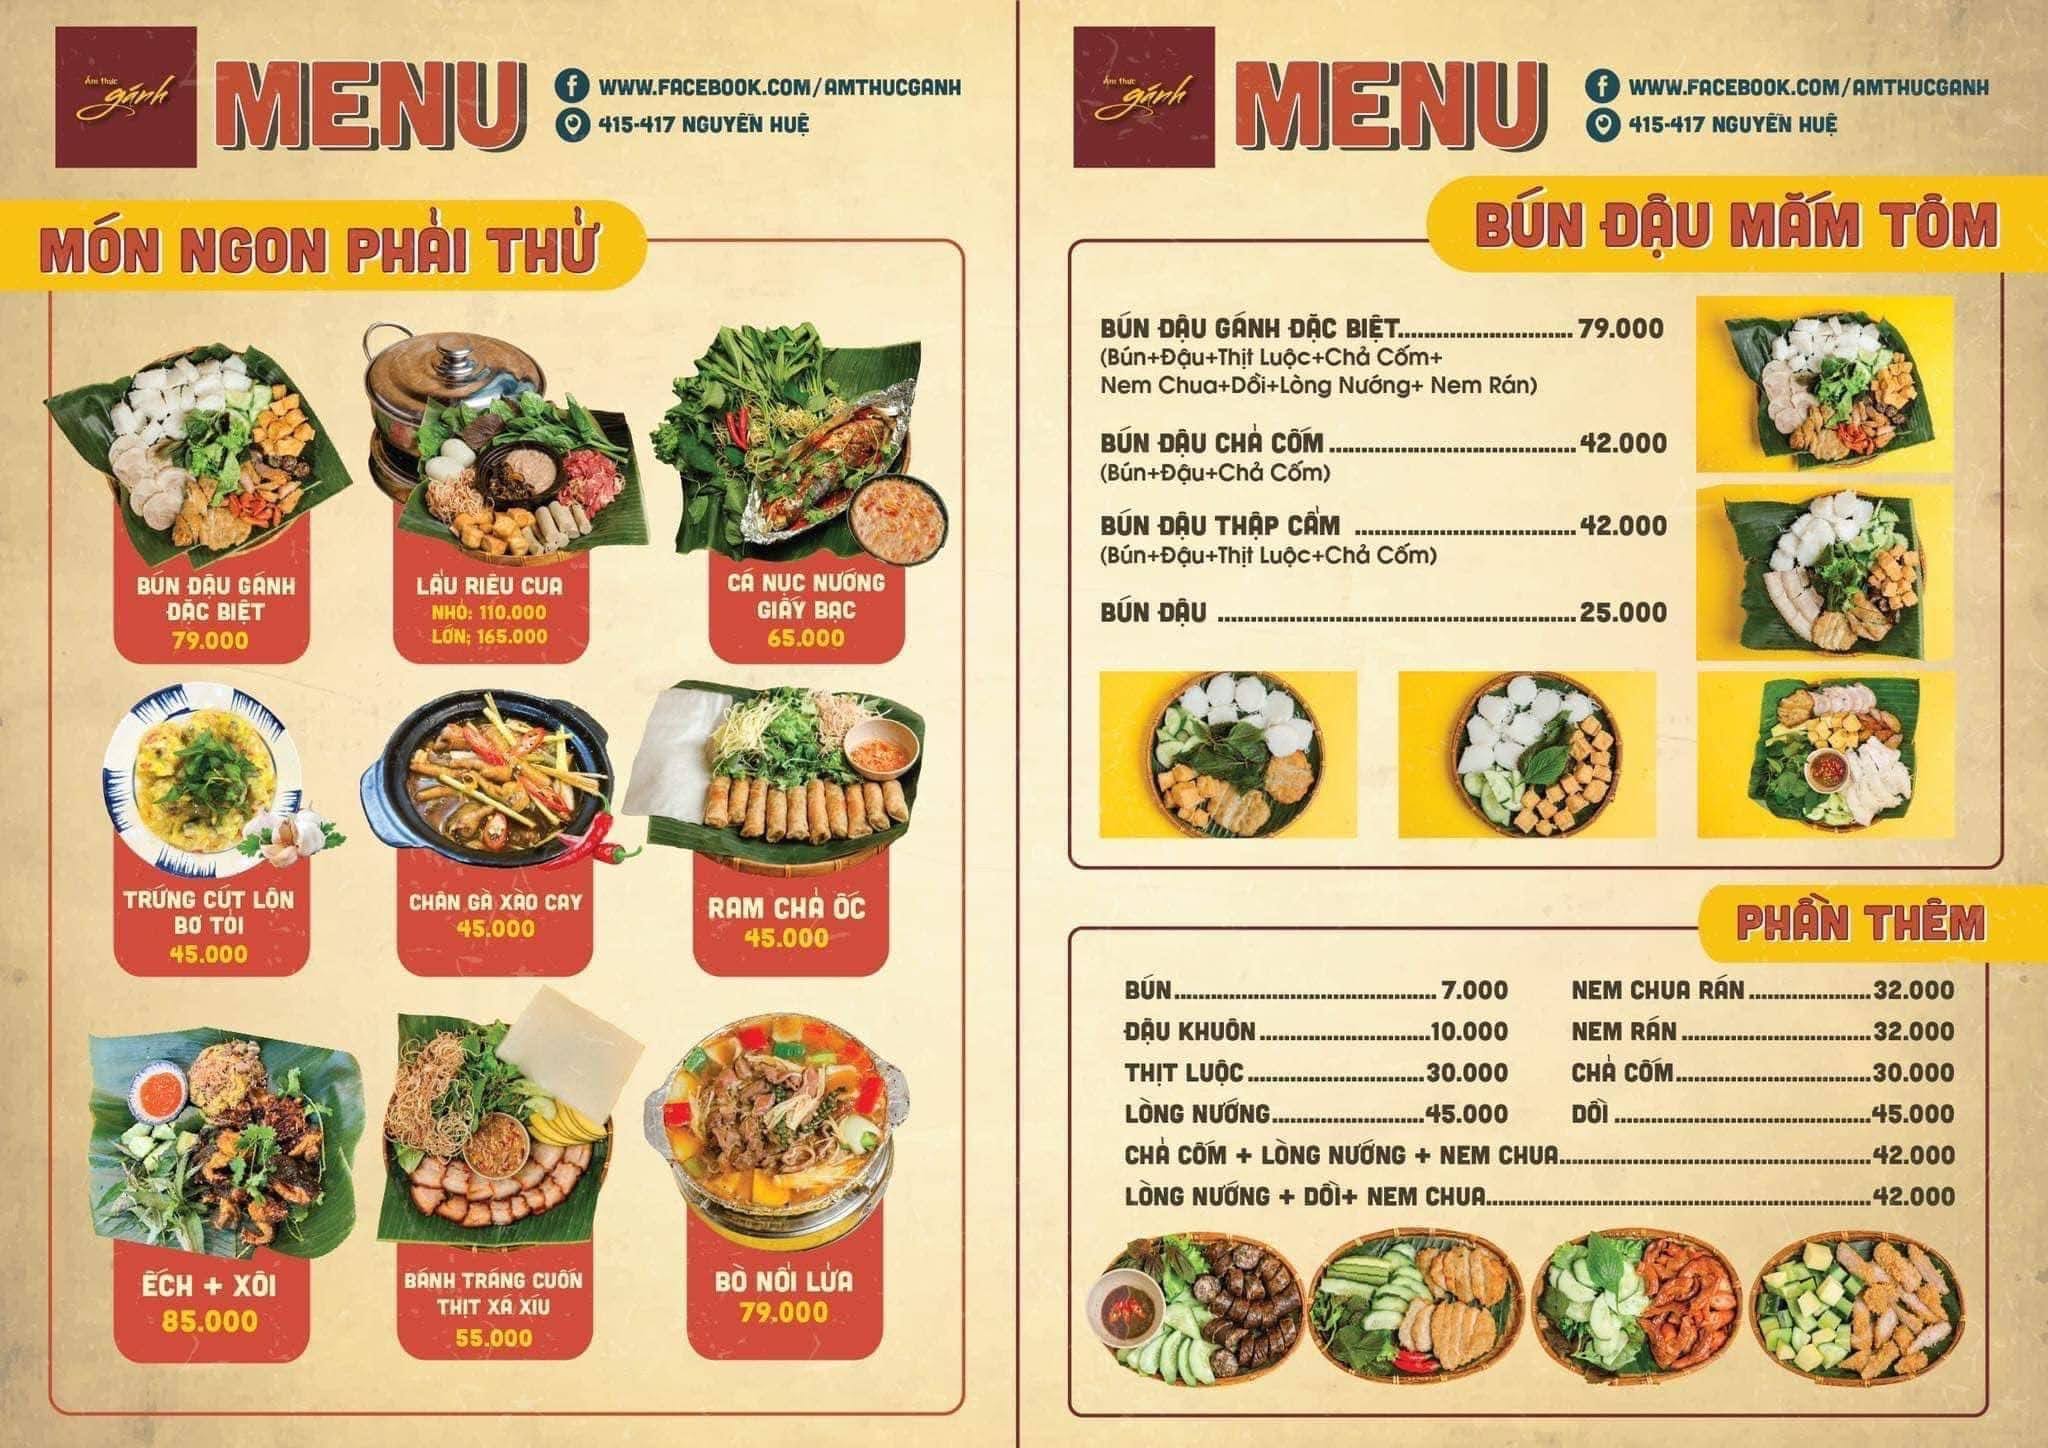 Ẩm thực
gánh
MENU
WWW.FACEBOOK.COM/AMTHUCGANH
415-417 NGUYỄN HUỆ
MÓN NGON PHẢI THỬ
BÚN ĐẬU GÁNH
ĐẶC BIỆT
79.000
LẨU RIÊU CUA
NHỎ: 110.000
LỚN; 165.000
CÁ NỤC NƯỚNG
GIẤY BẠC
65.000
TRỨNG CÚT LỘN
BƠ TỎI
45.000
CHÂN GÀ XÀO CAY
45.000
RAM CHẢ ỐC
45.000
ẾCH + XÔI
85.000
BÁNH TRÁNG CUỐN
THỊT XÁ XÍU
55.000
BÒ NỒI LỬA
79.000
Ẩm thực
gánh
MENU
WWW.FACEBOOK.COM/AMTHUCGANH
415-417 NGUYỄN HUỆ
BÚN ĐẬU MẮM TÔM
BÚN ĐẬU GÁNH ĐẶC BIỆT............................ 79.000
(Bún+Đậu+Thịt Luộc+Chả Cốm+
Nem Chua+Dồi+Lòng Nướng+ Nem Rán)
BÚN ĐẬU CHẢ CỐM ........................................ 42.000
(Bún+Đậu+Chả Cốm)
BÚN ĐẬU THẬP CẨM .................................... 42.000
(Bún+Đậu+Thịt Luộc+Chả Cốm)
BÚN ĐẬU .......................................................... 25.000
PHẦN THÊM
BÚN........................................... 7.000
ĐẬU KHUÔN ............................10.000
THỊT LUỘC .............................30.000
LÒNG NƯỚNG.........................45.000
NEM CHUA RÁN ....................32.000
NEM RÁN ...............................32.000
CHẢ CỐM................................30.000
DỒI ..........................................45.000
CHẢ CỐM + LÒNG NƯỚNG + NEM CHUA...................................................42.000
LÒNG NƯỚNG + DỒI+ NEM CHUA...............................................................42.000